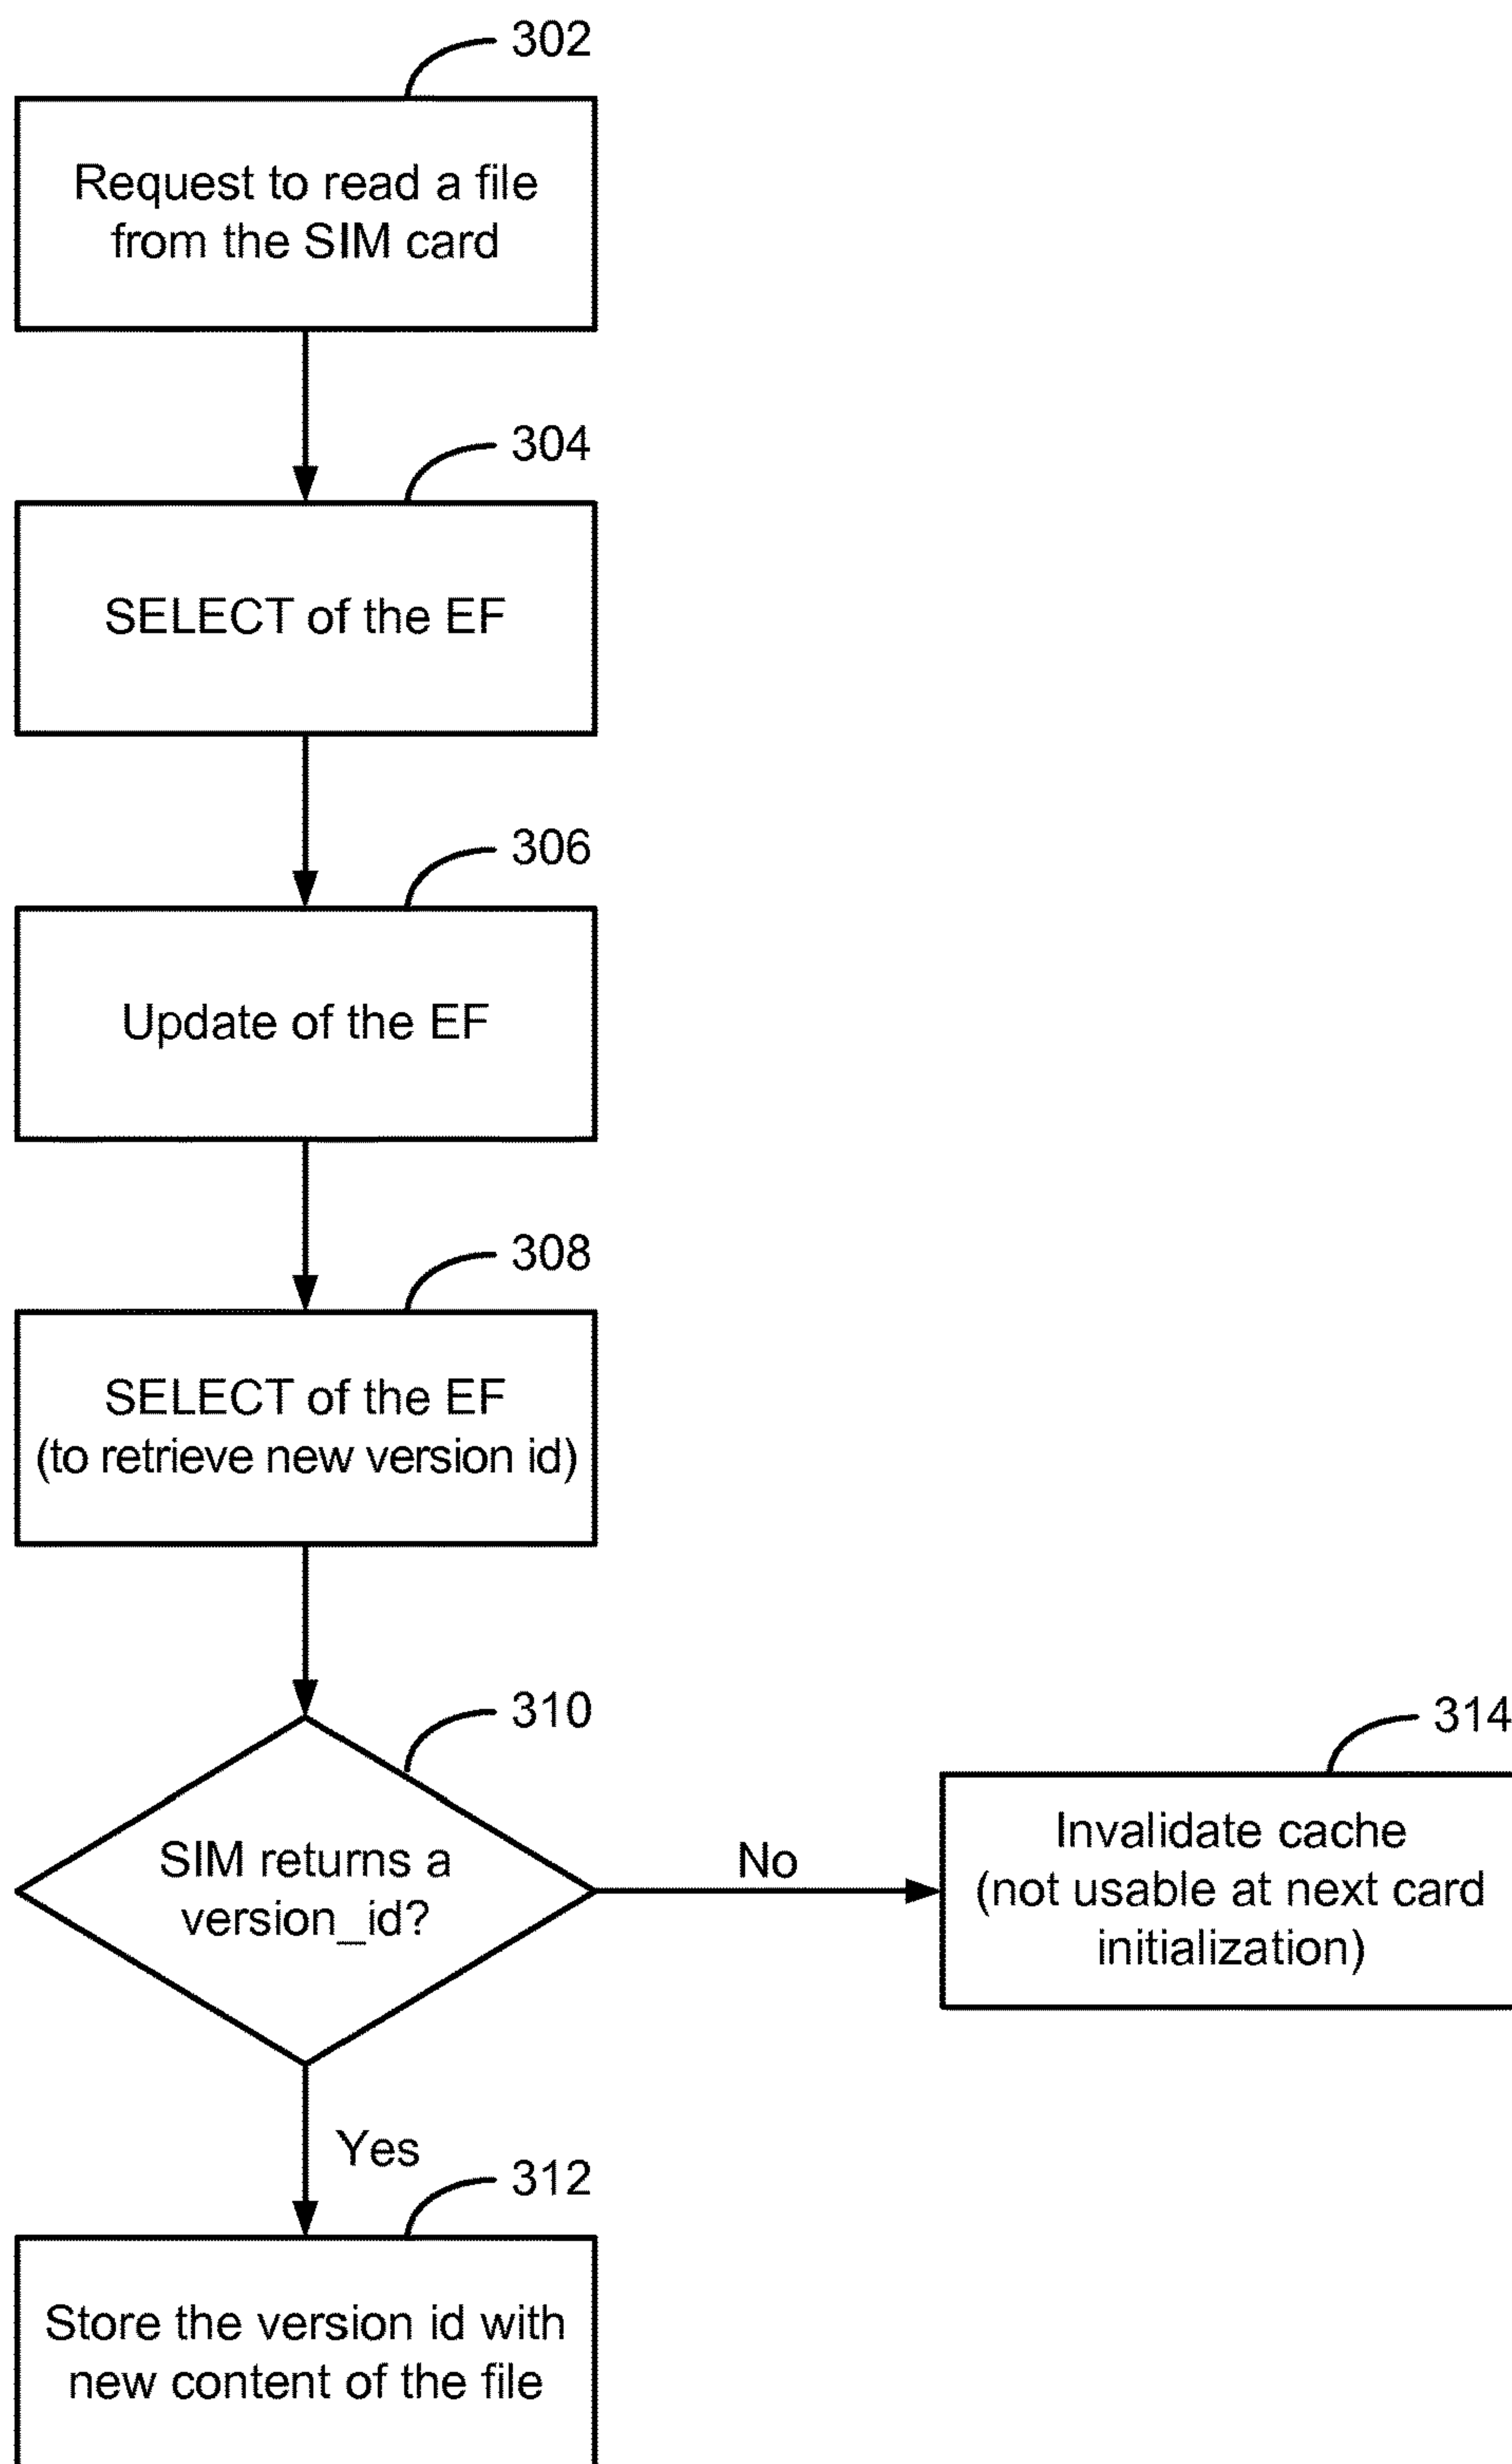 302
Request to read a file
from the SIM card
304
SELECT of the EF
306
Update of the EF
308
SELECT of the EF
(to retrieve new version id)
310
SIM returns a
version_id?
No
314
Invalidate cache
(not usable at next card
initialization)
Yes
312
Store the version id with
new content of the file